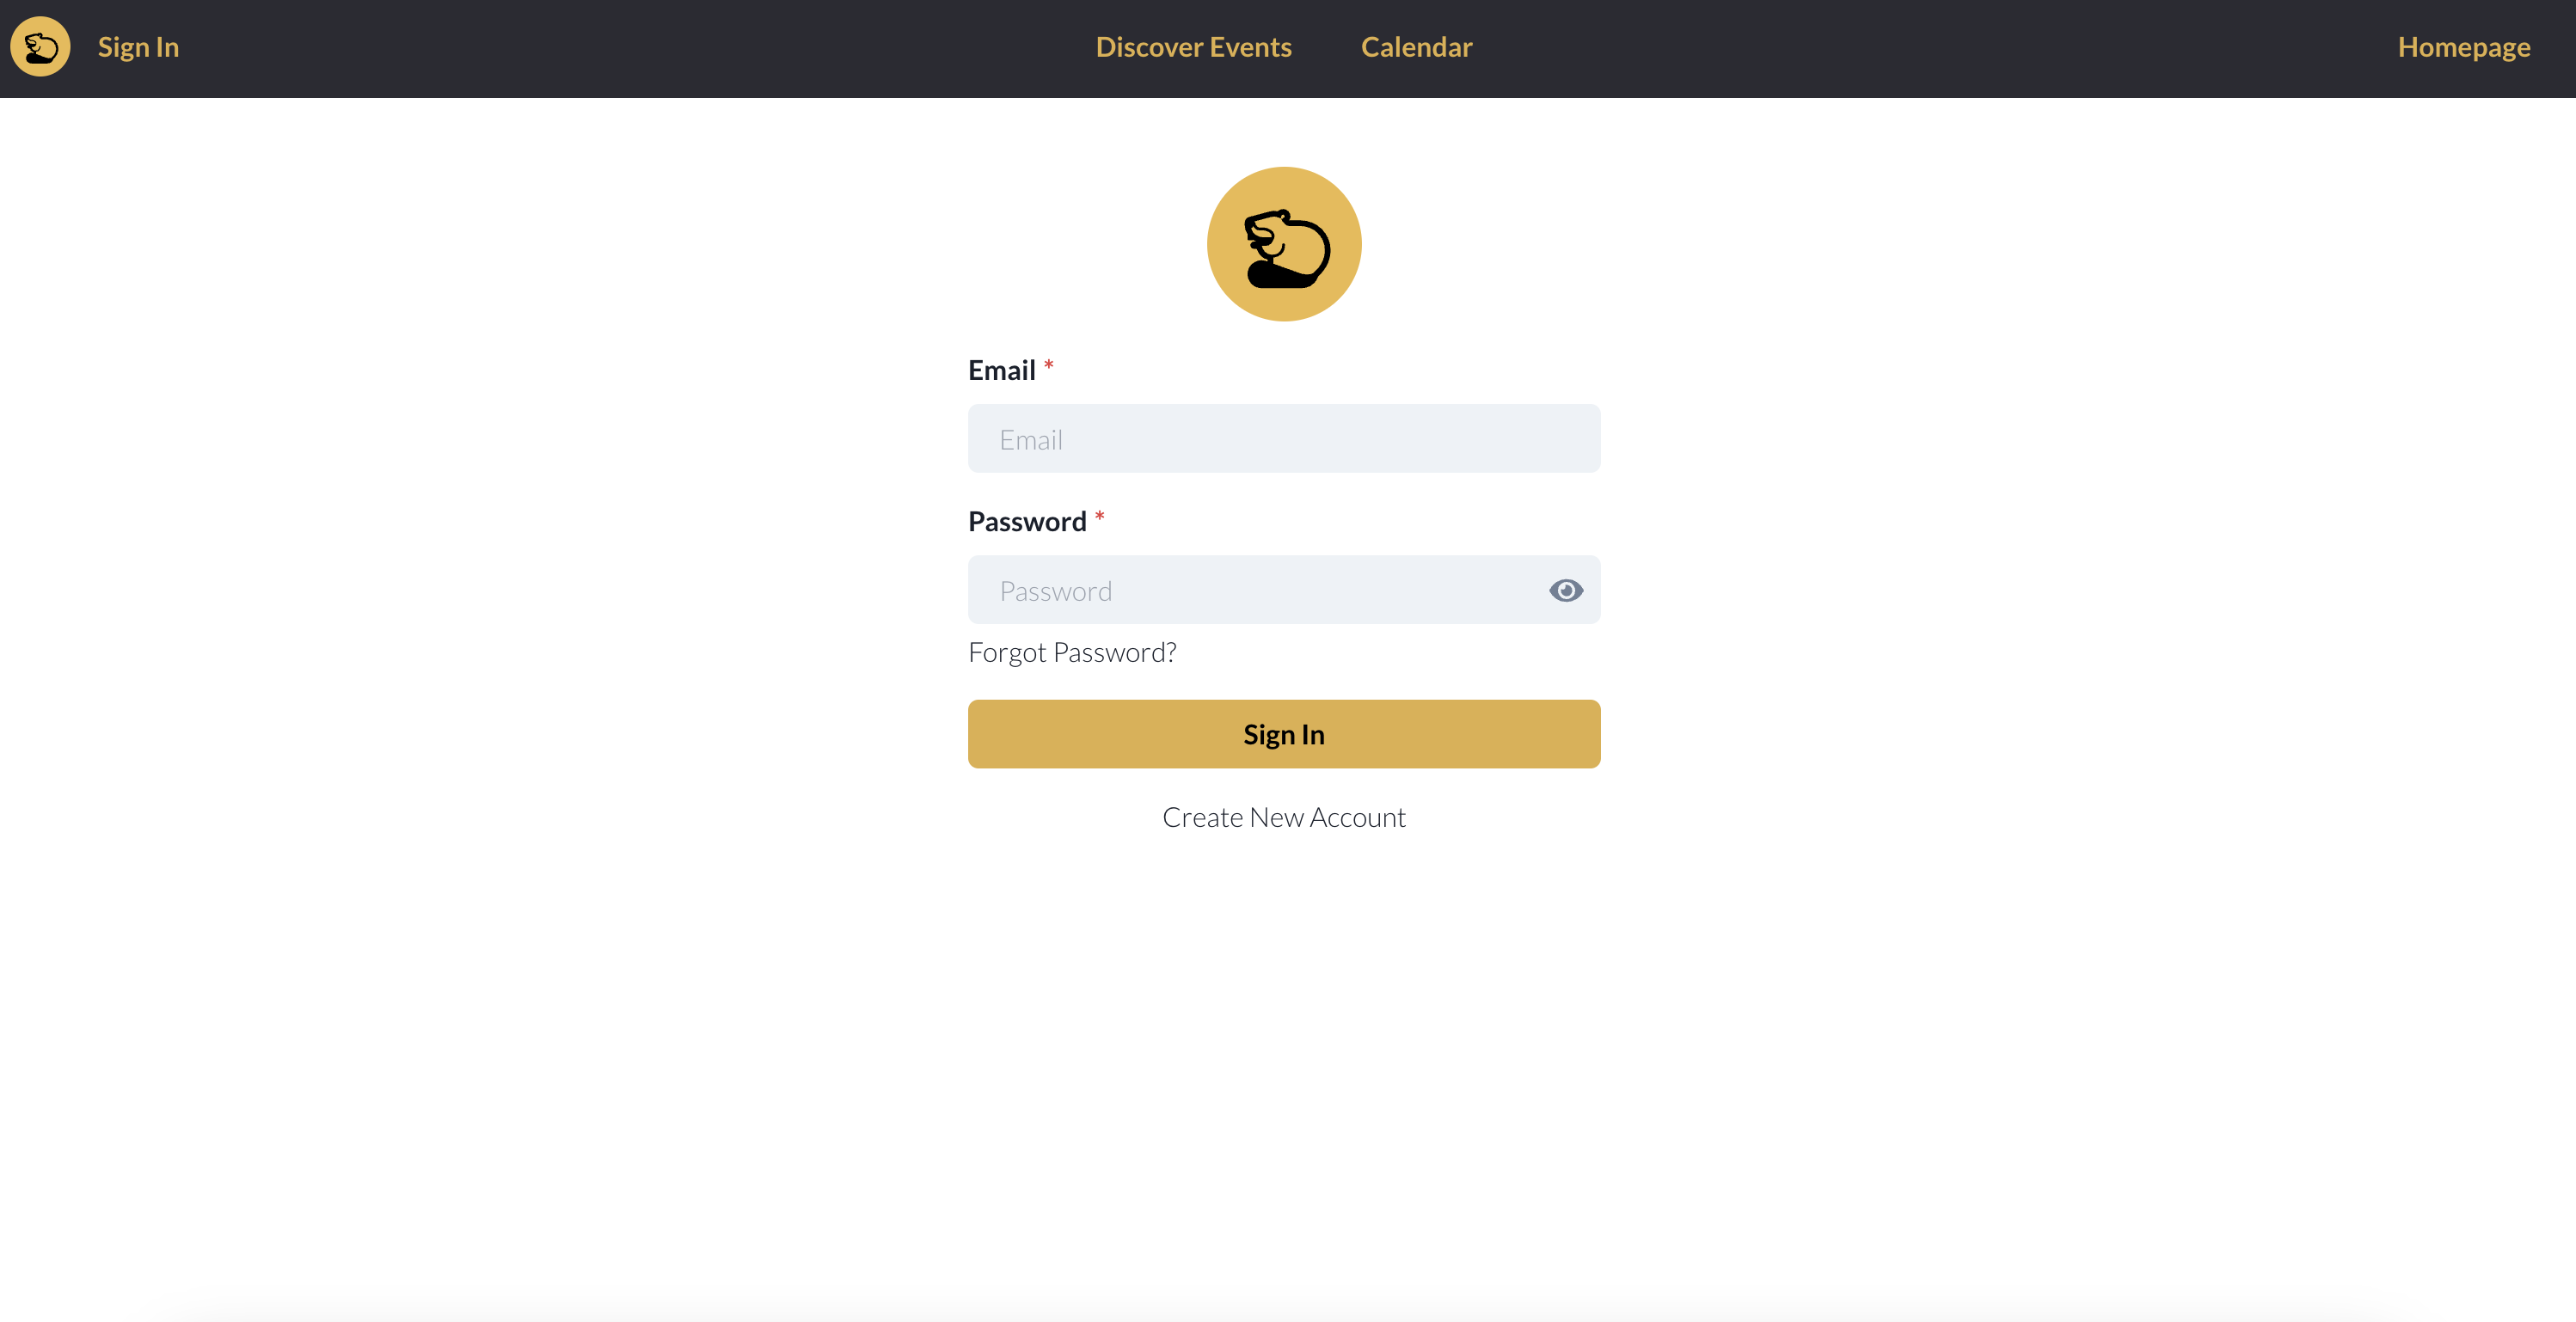 Sign In
Discover Events
Calendar
Homepage
Email *
Email
Password *
Password
Forgot Password?
Sign In
Create New Account